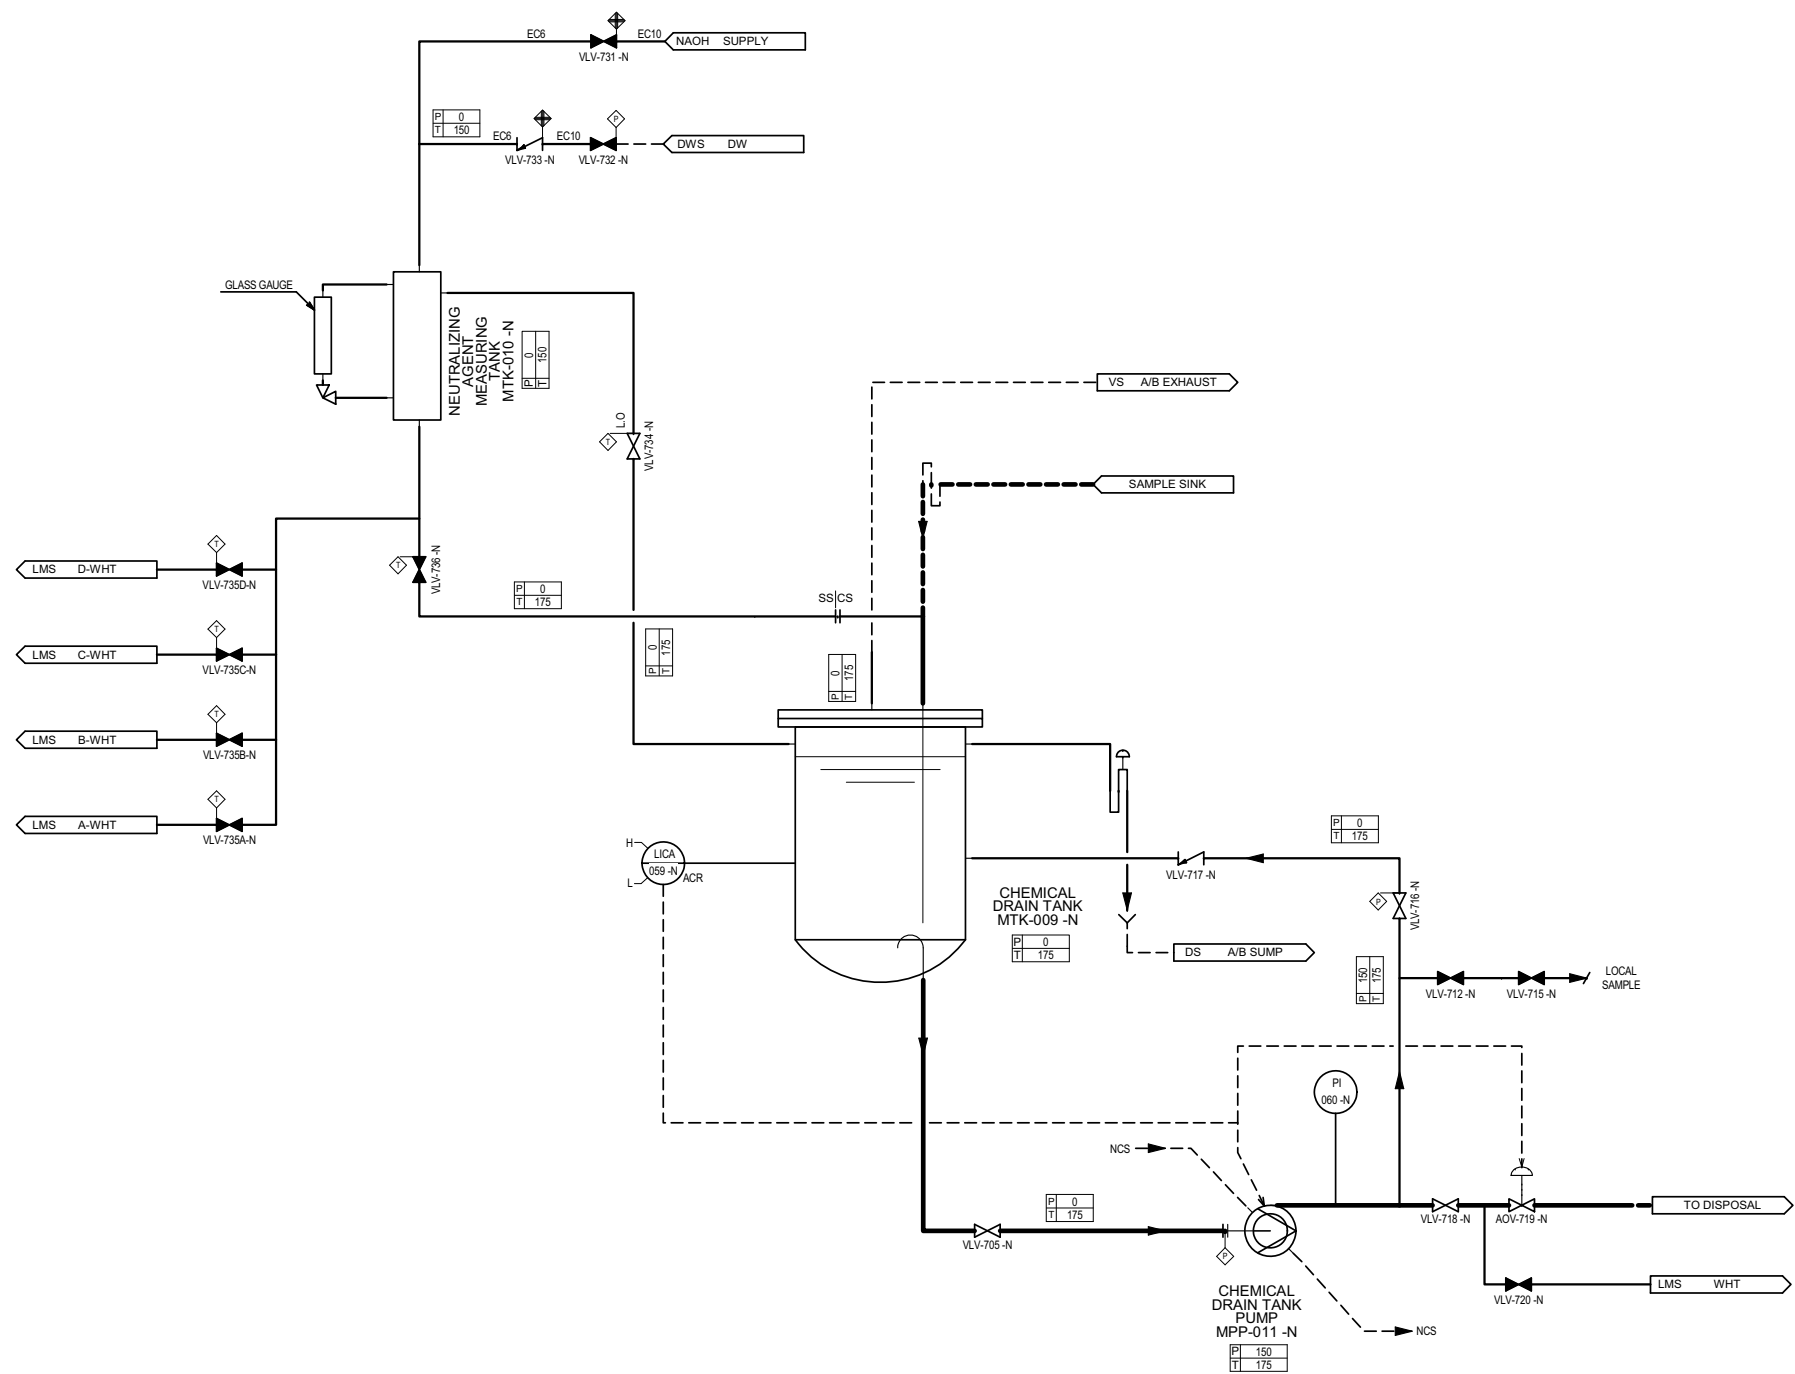 EC6
EC10
NAOH SUPPLY
VLV-731 -N
P 0
T 150
EC6
EC10
P
DWS DW
VLV-733 -N
VLV-732 -N
GLASS GAUGE
NEUTRALIZING
AGENT
MEASURING
TANK
MTK-010 -N
P 0
T 150
VS A/B EXHAUST
L.O
T
VLV-734 -N
SAMPLE SINK
T
LMS D-WHT
VLV-735D-N
T
VLV-736 -N
P 0
T 175
SS CS
T
LMS C-WHT
VLV-735C-N
P 0
T 175
P 0
T 175
T
LMS B-WHT
VLV-735B-N
T
LMS A-WHT
VLV-735A-N
H
LICA
059 -N
L
ACR
P 0
T 175
VLV-717 -N
CHEMICAL
DRAIN TANK
MTK-009 -N
P 0
T 175
P
VLV-716 -N
DS A/B SUMP
P 150
T 175
VLV-712 -N
VLV-715 -N
LOCAL
SAMPLE
PI
060 -N
NCS
P 0
T 175
VLV-705 -N
P
VLV-718 -N
AOV-719 -N
TO DISPOSAL
LMS WHT
VLV-720 -N
CHEMICAL
DRAIN TANK
PUMP
MPP-011 -N
NCS
P 150
T 175